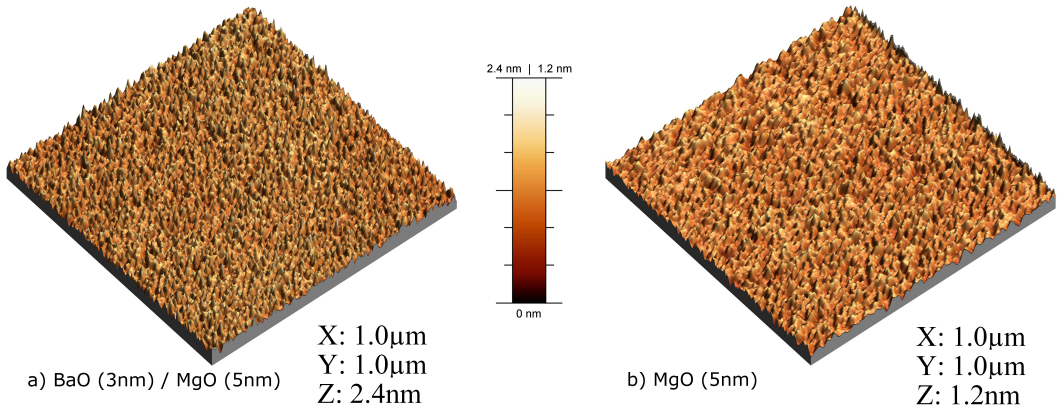 2.4 nm | 1.2 nm
0 nm
X: 1.0µm
Y: 1.0µm
Z: 2.4nm
a) BaO (3nm) / MgO (5nm)
X: 1.0µm
Y: 1.0µm
Z: 1.2nm
b) MgO (5nm)